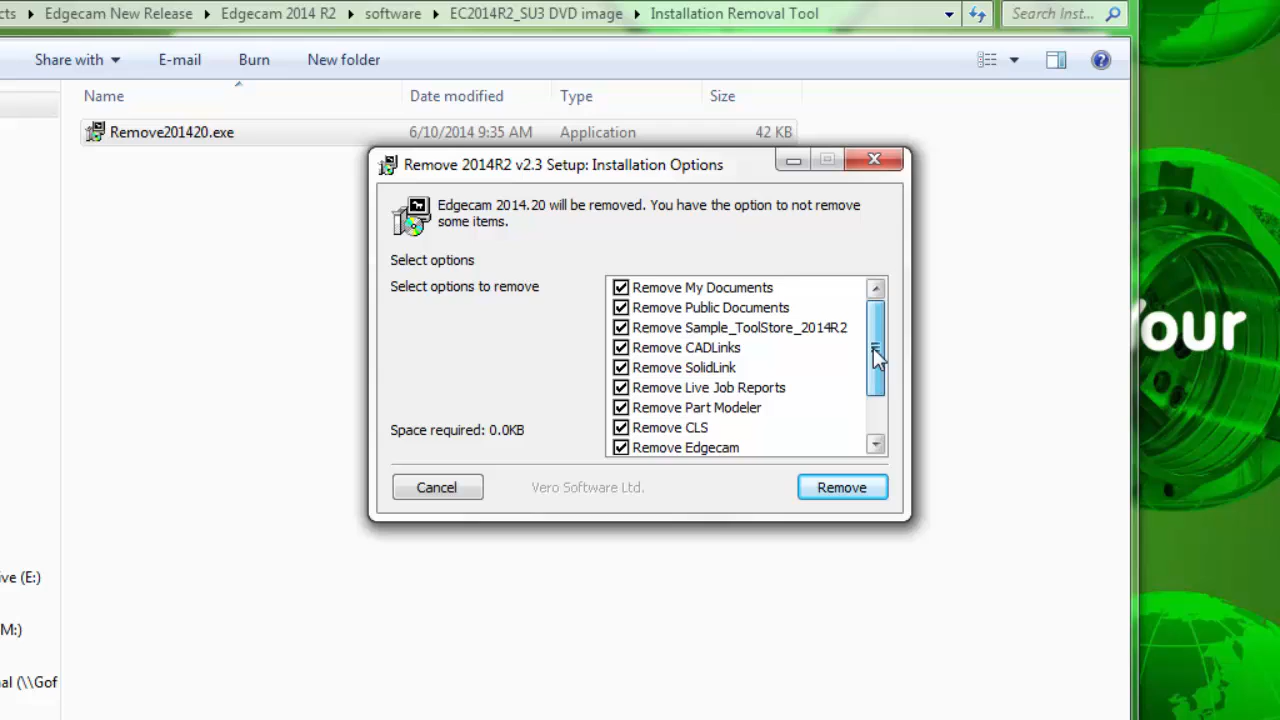 cts Edgecam New Release Edgecam 2014 R2 software EC2014R2_SU3 DVD image Installation Removal Tool Search Inst...
Share with E-mail Burn New folder
Name Date modified Type Size
Remove201420.exe 6/10/2014 9:35 AM Application 42 KB
Remove 2014R2 v2.3 Setup: Installation Options
Edgecam 2014.20 will be removed. You have the option to not remove
some items.
Select options
Select options to remove
Remove My Documents
Remove Public Documents
Remove Sample_ToolStore_2014R2
Remove CADLinks
Remove SolidLink
Remove Live Job Reports
Remove Part Modeler
Remove CLS
Remove Edgecam
Space required: 0.0KB
Cancel Vero Software Ltd. Remove
Your
ive (E:)
M:)
nal (\\Gof